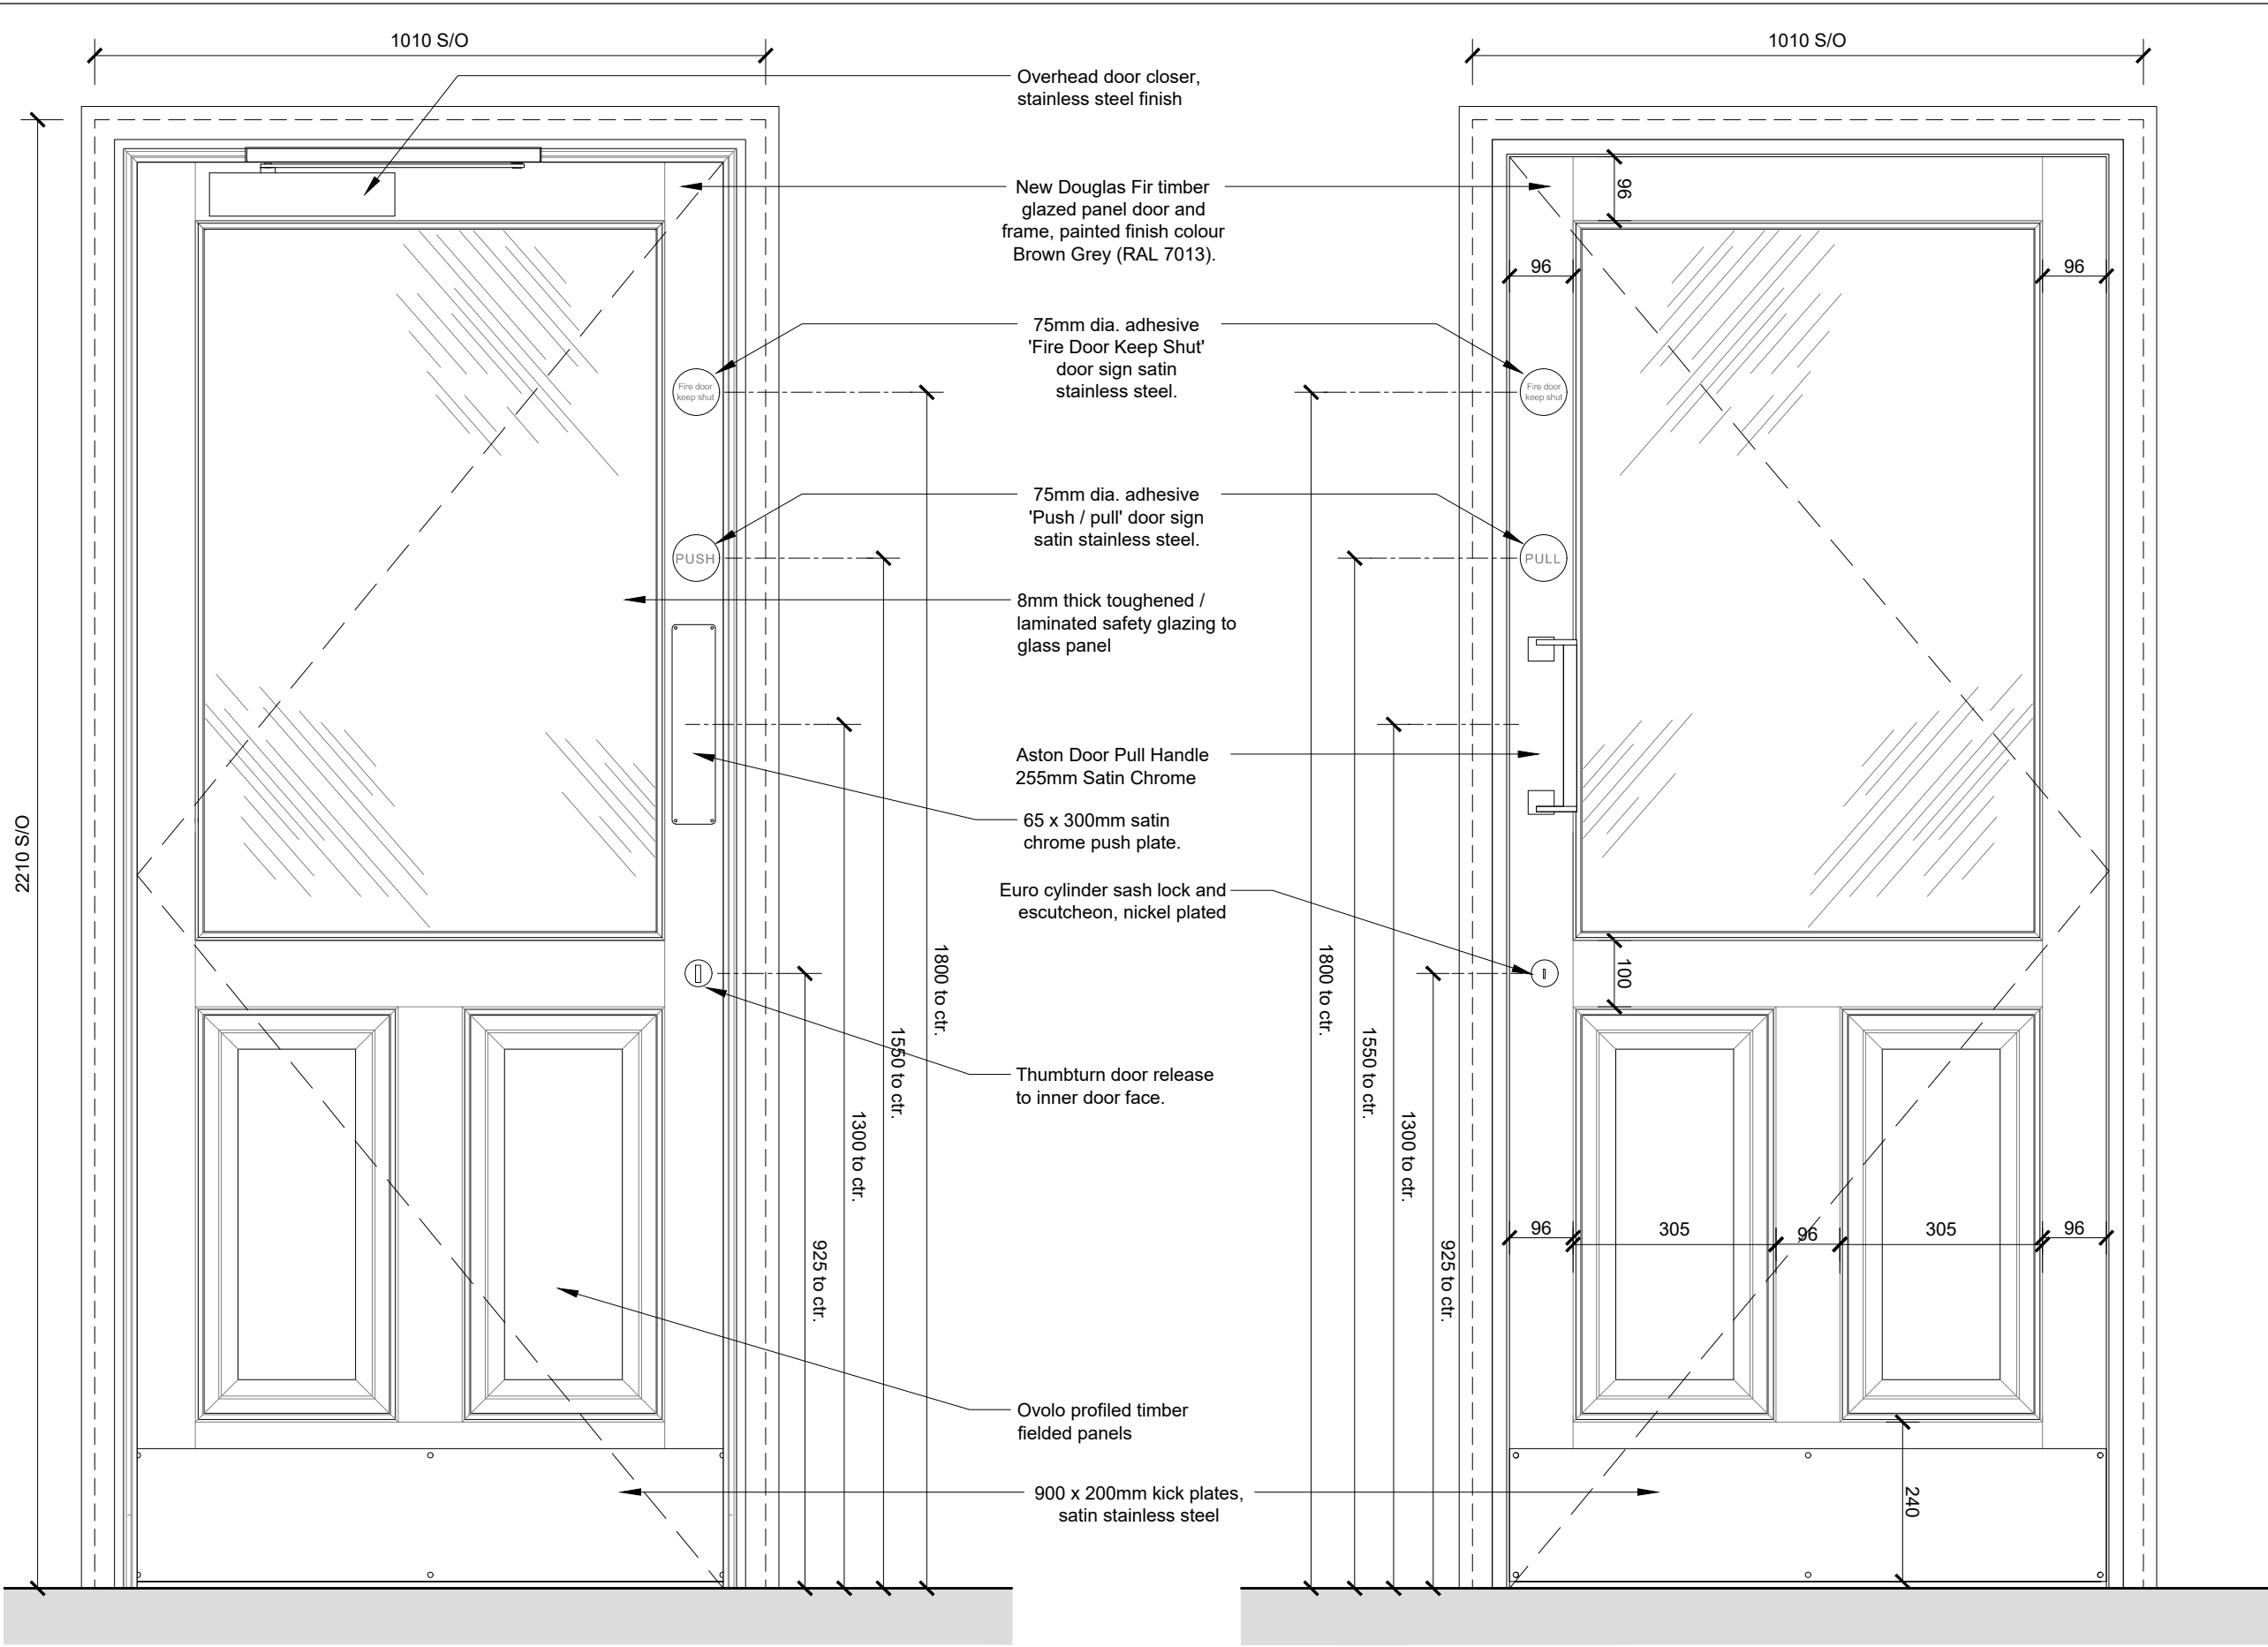 1010 S/O
1010 S/O
Overhead door closer,
stainless steel finish
New Douglas Fir timber
glazed panel door and
frame, painted finish colour
Brown Grey (RAL 7013).
96
96
96
75mm dia. adhesive
'Fire Door Keep Shut'
door sign satin
stainless steel.
Fire door
keep shut
Fire door
keep shut
75mm dia. adhesive
'Push / pull' door sign
satin stainless steel.
PUSH
PULL
8mm thick toughened /
laminated safety glazing to
glass panel
Aston Door Pull Handle
255mm Satin Chrome
65 x 300mm satin
chrome push plate.
2210 S/O
Euro cylinder sash lock and
escutcheon, nickel plated
100
1800 to ctr.
1550 to ctr.
1300 to ctr.
925 to ctr.
1800 to ctr.
1550 to ctr.
1300 to ctr.
925 to ctr.
Thumbturn door release
to inner door face.
96
305
96
305
96
Ovolo profiled timber
fielded panels
900 x 200mm kick plates,
satin stainless steel
240